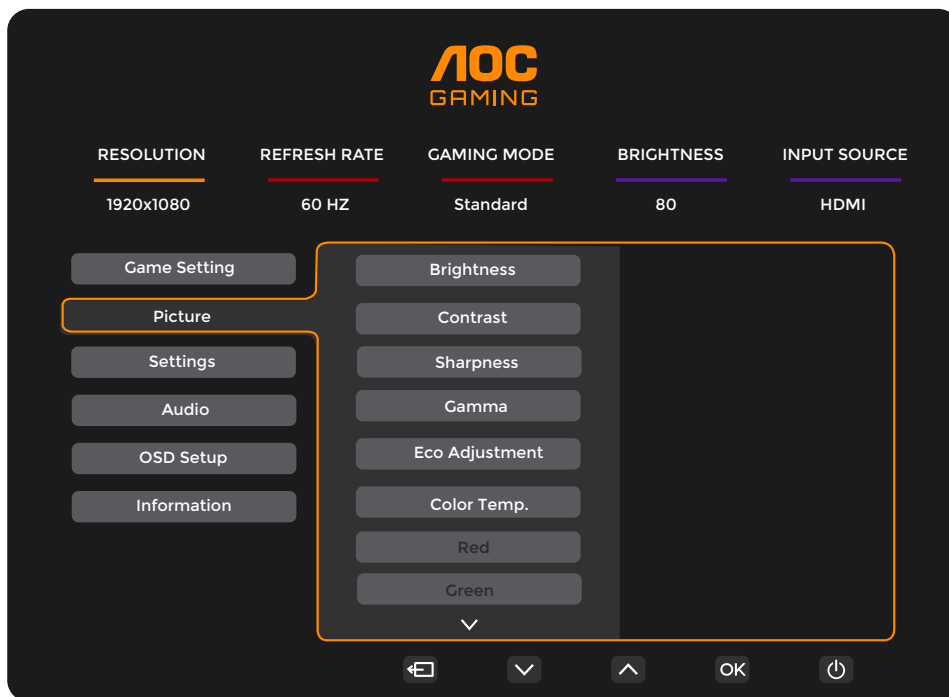 AOC
GAMING
RESOLUTION REFRESH RATE GAMING MODE BRIGHTNESS INPUT SOURCE
1920x1080 60 HZ Standard 80 HDMI
Game Setting
Picture
Settings
Audio
OSD Setup
Information
Brightness
Contrast
Sharpness
Gamma
Eco Adjustment
Color Temp.
Red
Green
OK